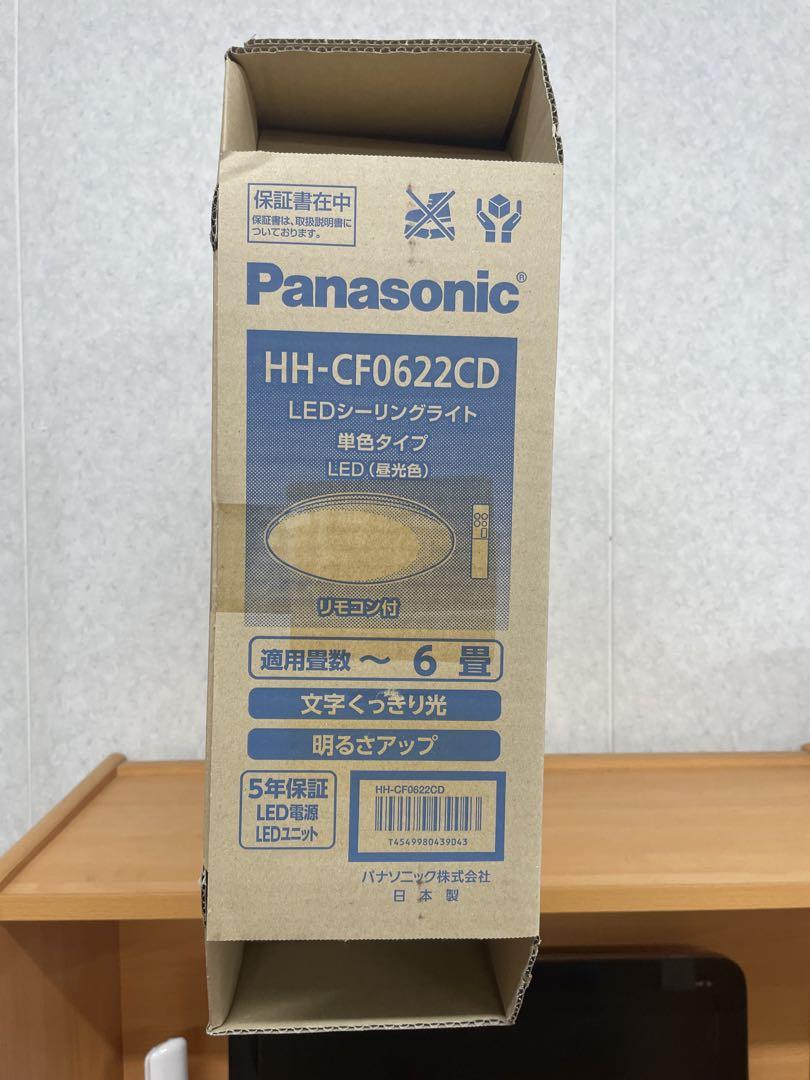 保証書在中
保証書は、取扱説明書に
ついております。
Panasonic®
HH-CF0622CD
LEDシーリングライト
単色タイプ
LED(昼光色)
リモコン付
適用畳数～6畳
文字くっきり光
明るさアップ
5年保証
LED電源
LEDユニット
HH-CF0622CD
T4549980439043
パナソニック株式会社
日本製